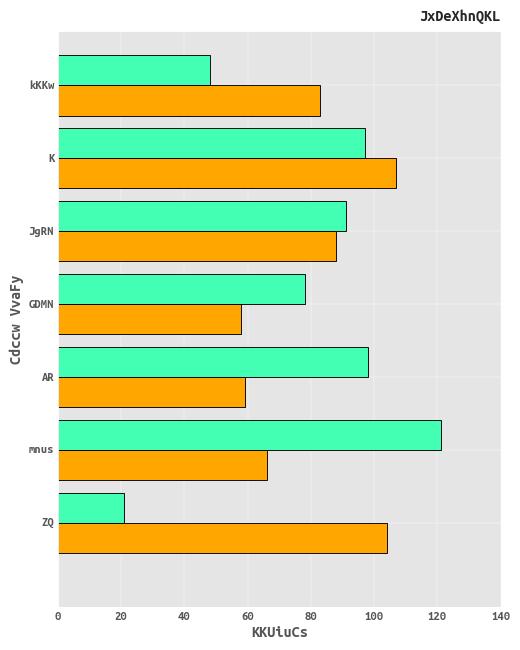 JxDeXhnQKL
kKKw
K
JgRN
GDMN
AR
mnus
ZQ
Cdccw VvaFy
0 20 40 60 80 100 120 140
KKUiuCs